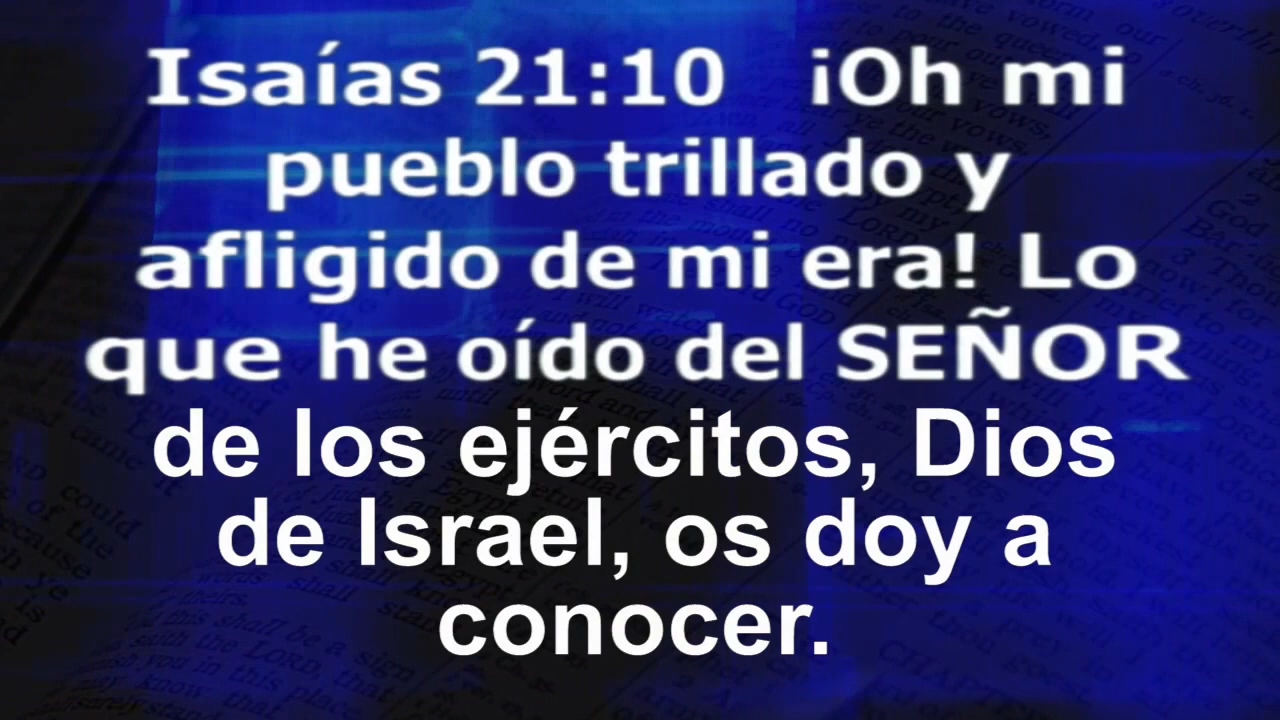 Isaías 21:10 ¡Oh mi
pueblo trillado y
afligido de mi era! Lo
que he oído del SEÑOR
de los ejércitos, Dios
de Israel, os doy a
conocer.